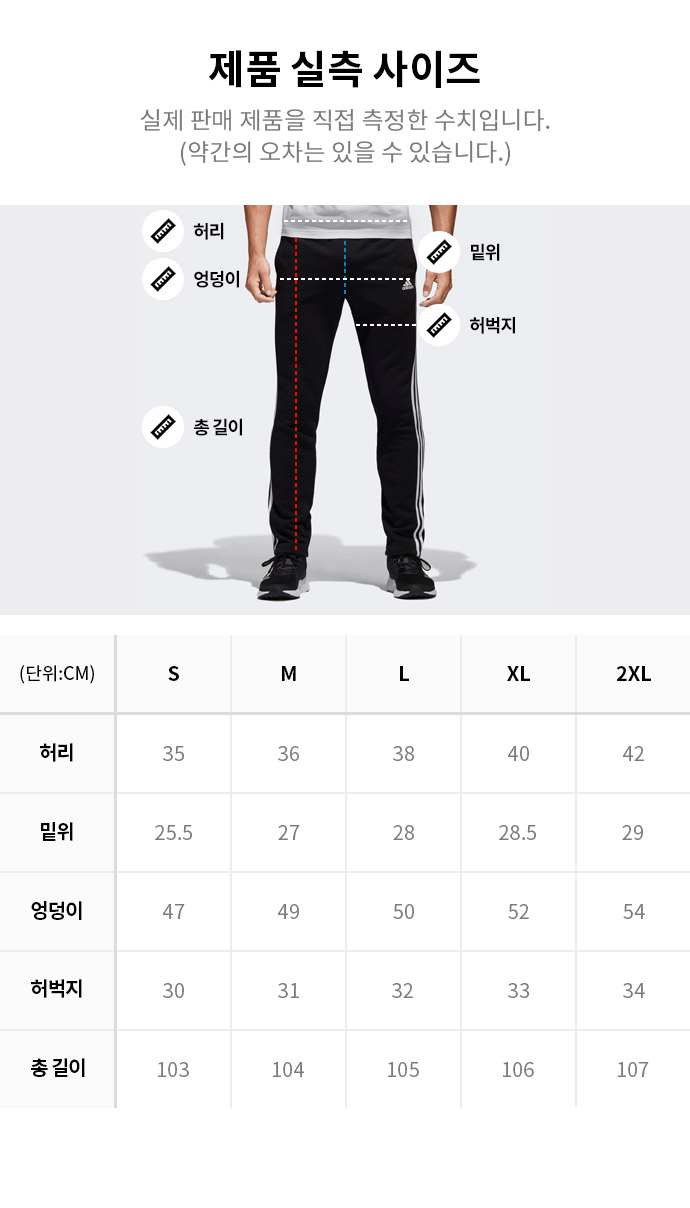 제품 실측 사이즈
실제 판매 제품을 직접 측정한 수치입니다.
(약간의 오차는 있을 수 있습니다.)
허리
밑위
엉덩이
adidas
허벅지
총 길이
(단위:CM) S M L XL 2XL
허리 35 36 38 40 42
밑위 25.5 27 28 28.5 29
엉덩이 47 49 50 52 54
허벅지 30 31 32 33 34
총 길이 103 104 105 106 107